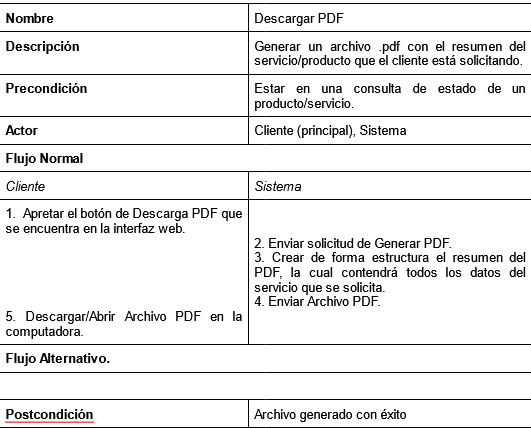 Nombre
Descargar PDF
Descripción
Generar un archivo .pdf con el resumen del
servicio/producto que el cliente está solicitando.
Precondición
Estar en una consulta de estado de un
producto/servicio.
Actor
Cliente (principal), Sistema
Flujo Normal
Cliente
Sistema
1. Apretar el botón de Descarga PDF que
se encuentra en la interfaz web.
2. Enviar solicitud de Generar PDF.
3. Crear de forma estructura el resumen del
PDF, la cual contendrá todos los datos del
servicio que se solicita.
4. Enviar Archivo PDF.
5. Descargar/Abrir Archivo PDF en la
computadora.
Flujo Alternativo.
Postcondición
Archivo generado con éxito